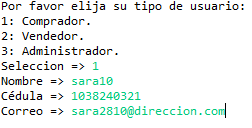 Por favor elija su tipo de usuario:
1: Comprador.
2: Vendedor.
3: Administrador.
Seleccion => 1
Nombre => sara10
Cédula => 1038240321
Correo => sara2810@direccion.com